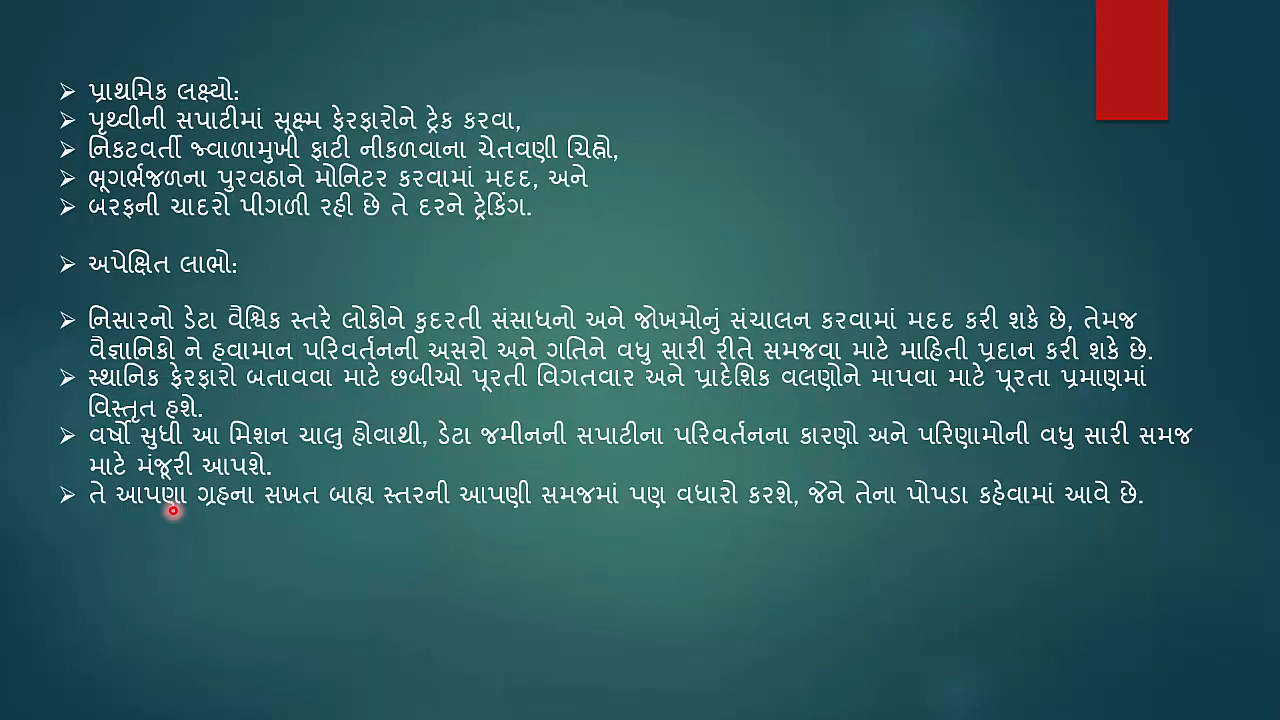 ➢ પ્રાથમિક લક્ષ્યો:
➢ પૃથ્વીની સપાટીમાં સૂક્ષ્મ ફેરફારોને ટ્રેક કરવા,
➢ નિકટવર્તી જ્વાળામુખી ફાટી નીકળવાના ચેતવણી ચિહ્નો,
➢ ભૂગર્ભજળના પુરવઠાને મોનિટર કરવામાં મદદ, અને
➢ બરફની ચાદરો પીગળી રહી છે તે દરને ટ્રેકિંગ.
➢ અપેક્ષિત લાભો:
➢ નિસારનો ડેટા વૈશ્વિક સ્તરે લોકોને કુદરતી સંસાધનો અને જોખમોનું સંચાલન કરવામાં મદદ કરી શકે છે, તેમજ
વૈજ્ઞાનિકો ને હવામાન પરિવર્તનની અસરો અને ગતિને વધુ સારી રીતે સમજવા માટે માહિતી પ્રદાન કરી શકે છે.
➢ સ્થાનિક ફેરફારો બતાવવા માટે છબીઓ પૂરતી વિગતવાર અને પ્રાદેશિક વલણોને માપવા માટે પૂરતા પ્રમાણમાં
વિસ્તૃત હશે.
➢ વર્ષો સુધી આ મિશન ચાલુ હોવાથી, ડેટા જમીનની સપાટીના પરિવર્તનના કારણો અને પરિણામોની વધુ સારી સમજ
માટે મંજૂરી આપશે.
➢ તે આપણા ગ્રહના સખત બાહ્ય સ્તરની આપણી સમજમાં પણ વધારો કરશે, જેને તેના પોપડા કહેવામાં આવે છે.